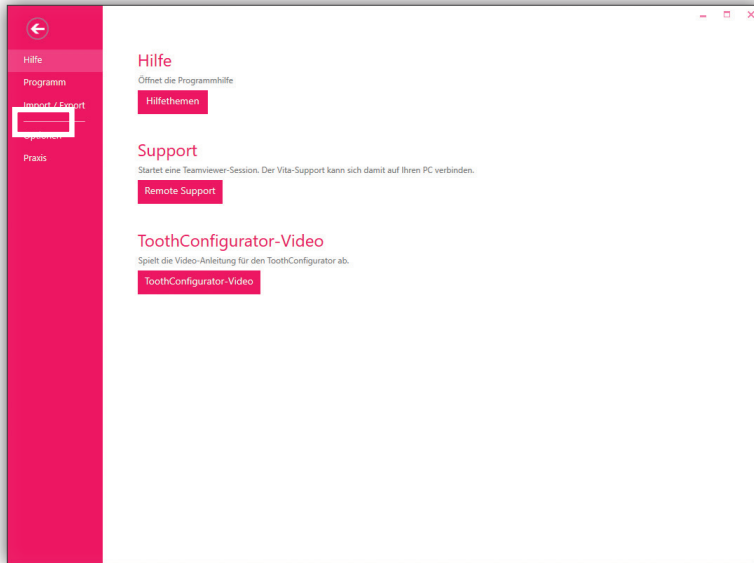 Hilfe
Programm
Import / Export
Optionen
Praxis
Hilfe
Öffnet die Programmhilfe
Hilfethemen
Support
Startet eine Teamviewer-Session. Der Vita-Support kann sich damit auf Ihren PC verbinden.
Remote Support
ToothConfigurator-Video
Spielt die Video-Anleitung für den ToothConfigurator ab.
ToothConfigurator-Video